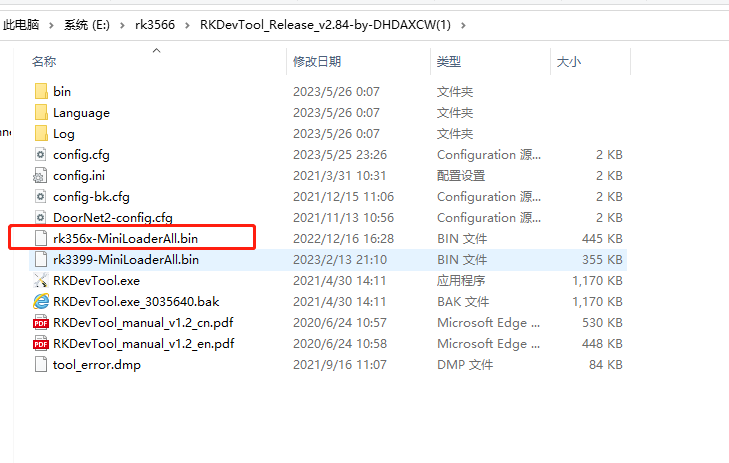 此电脑 > 系统 (E:) > rk3566 > RKDevTool_Release_v2.84-by-DHDAXCW(1) >
名称 修改日期 类型 大小
bin 2023/5/26 0:07 文件夹
Language 2023/5/26 0:07 文件夹
Log 2023/5/26 0:07 文件夹
config.cfg 2023/5/25 23:26 Configuration 源... 2 KB
config.ini 2021/3/31 10:31 配置设置 2 KB
config-bk.cfg 2021/12/15 11:06 Configuration 源... 2 KB
DoorNet2-config.cfg 2021/11/13 10:56 Configuration 源... 2 KB
rk356x-MiniLoaderAll.bin 2022/12/16 16:28 BIN 文件 445 KB
rk3399-MiniLoaderAll.bin 2023/2/13 21:10 BIN 文件 355 KB
RKDevTool.exe 2021/4/30 14:11 应用程序 1,170 KB
RKDevTool.exe_3035640.bak 2021/4/30 14:11 BAK 文件 1,170 KB
PDF RKDevTool_manual_v1.2_cn.pdf 2020/6/24 10:57 Microsoft Edge ... 530 KB
PDF RKDevTool_manual_v1.2_en.pdf 2020/6/24 10:58 Microsoft Edge ... 448 KB
tool_error.dmp 2021/9/16 11:07 DMP 文件 84 KB